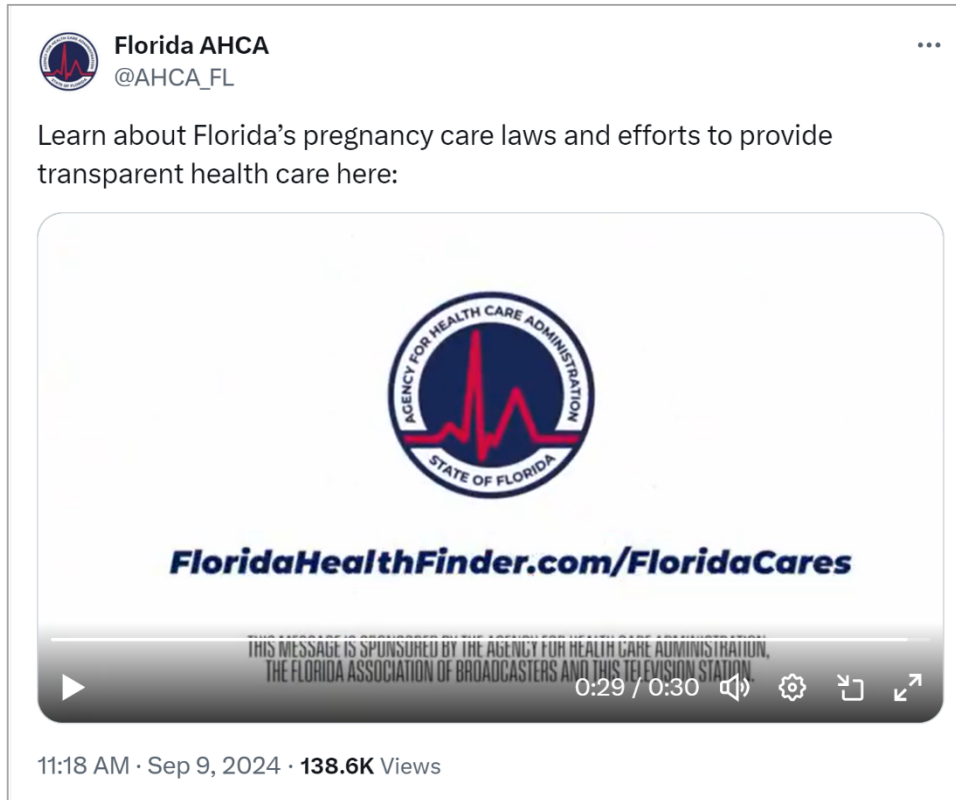 Florida AHCA
@AHCA_FL
Learn about Florida’s pregnancy care laws and efforts to provide
transparent health care here:
AGENCY FOR HEALTH CARE ADMINISTRATION
STATE OF FLORIDA
FloridaHealthFinder.com/FloridaCares
THIS MESSAGE IS SPONSORED BY THE AGENCY FOR HEALTH CARE ADMINISTRATION,
THE FLORIDA ASSOCIATION OF BROADCASTERS AND THIS TELEVISION STATION.
0:29 / 0:30
11:18 AM · Sep 9, 2024 · 138.6K Views